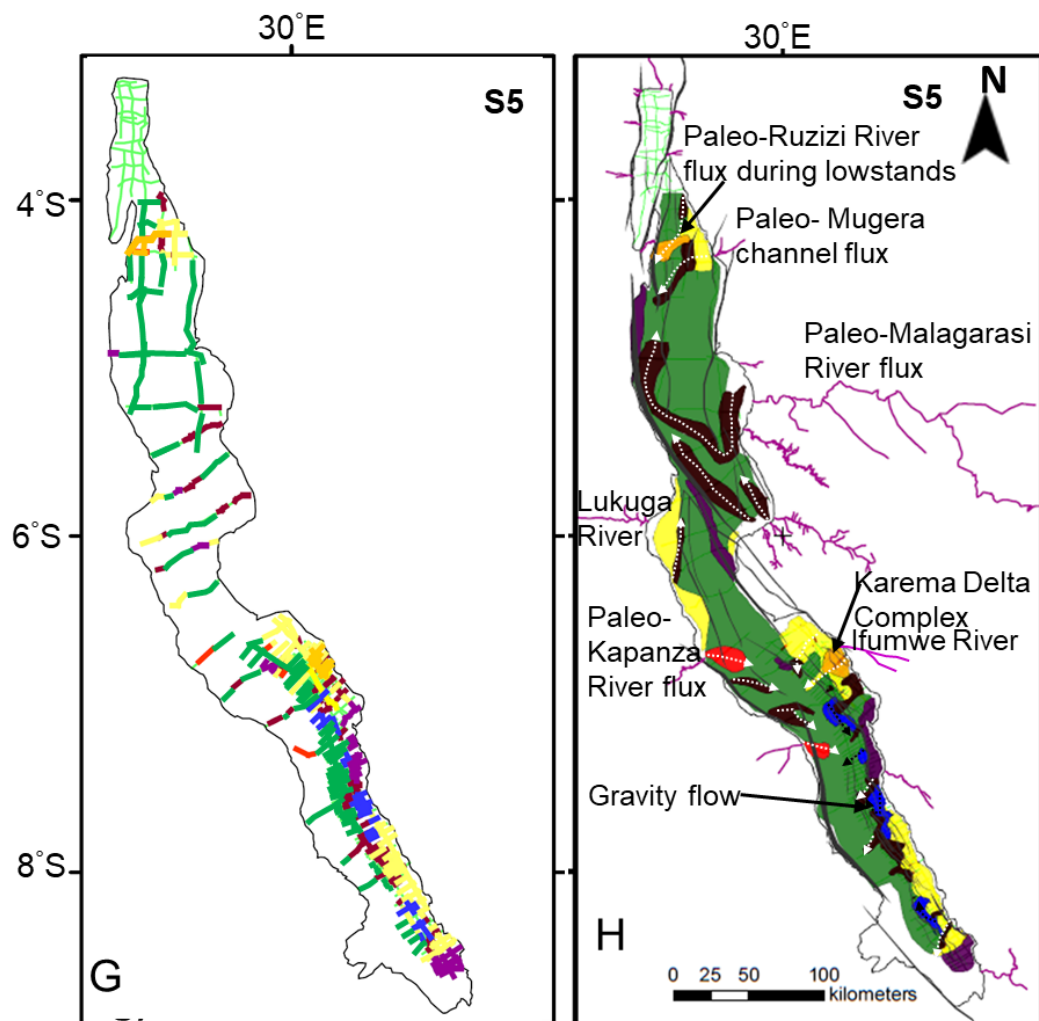 30°E
30°E
S5
S5
N
Paleo-Ruzizi River
flux during lowstands
4°S
Paleo- Mugera
channel flux
Paleo-Malagarasi
River flux
Lukuga
River
6°S
Karema Delta
Complex
Ifumwe River
Paleo-
Kapanza
River flux
Gravity flow
8°S
G
H
0 25 50 100
kilometers